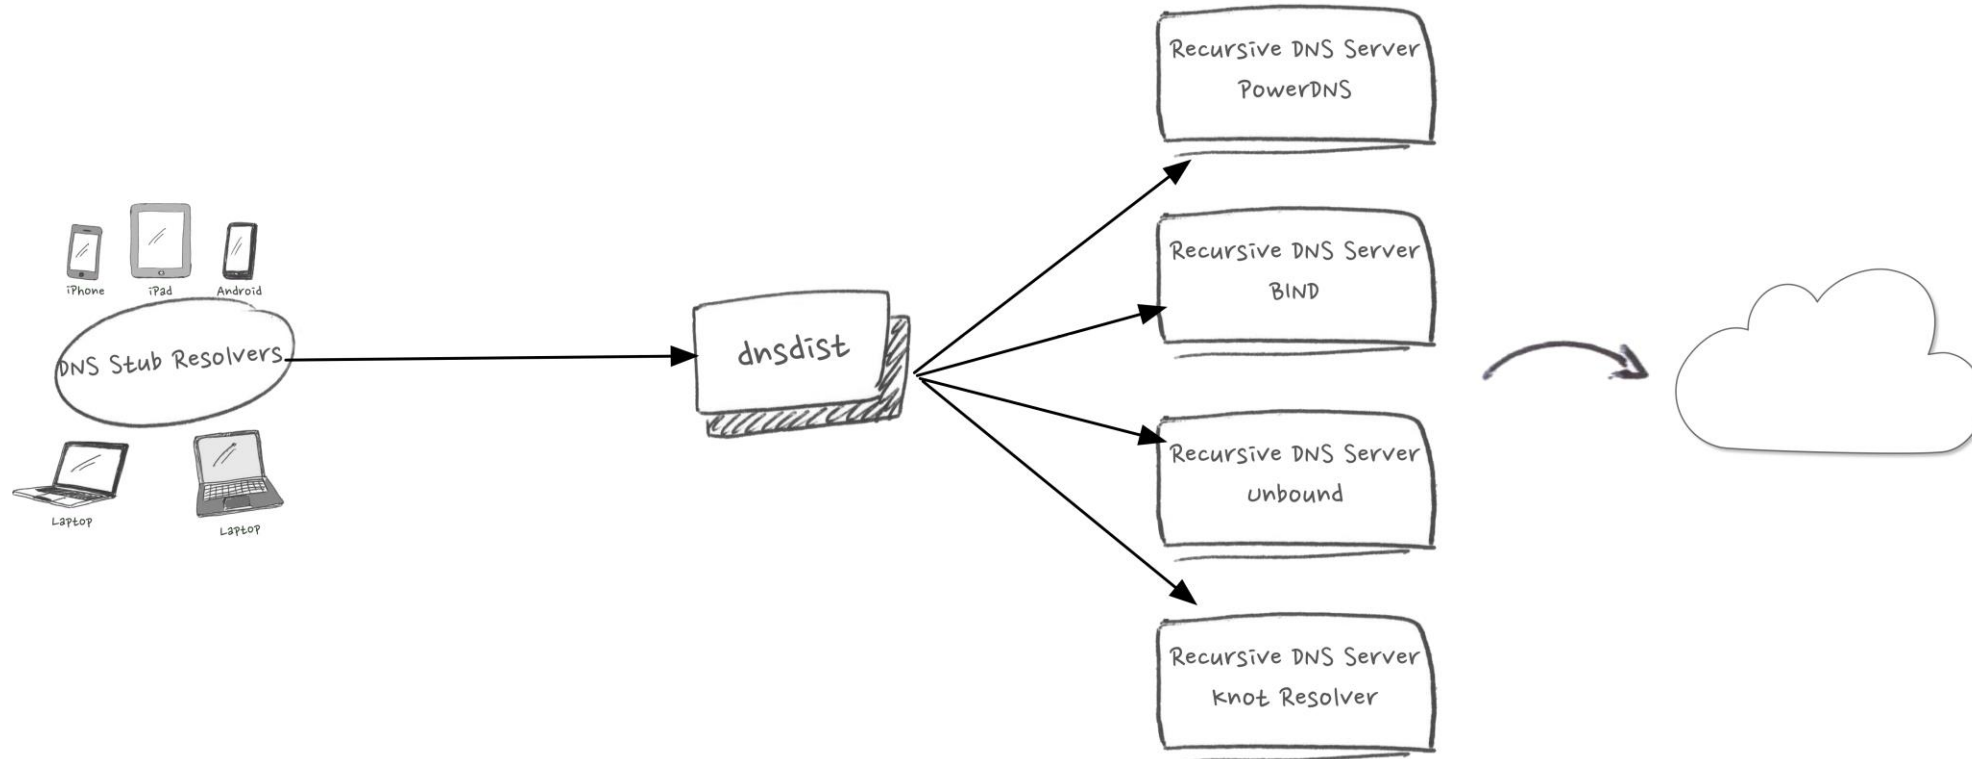 iPhone
iPad
Android
DNS Stub Resolvers
Laptop
Laptop
dnsdist
Recursive DNS Server
PowerDNS
Recursive DNS Server
BIND
Recursive DNS Server
unbound
Recursive DNS Server
Knot Resolver